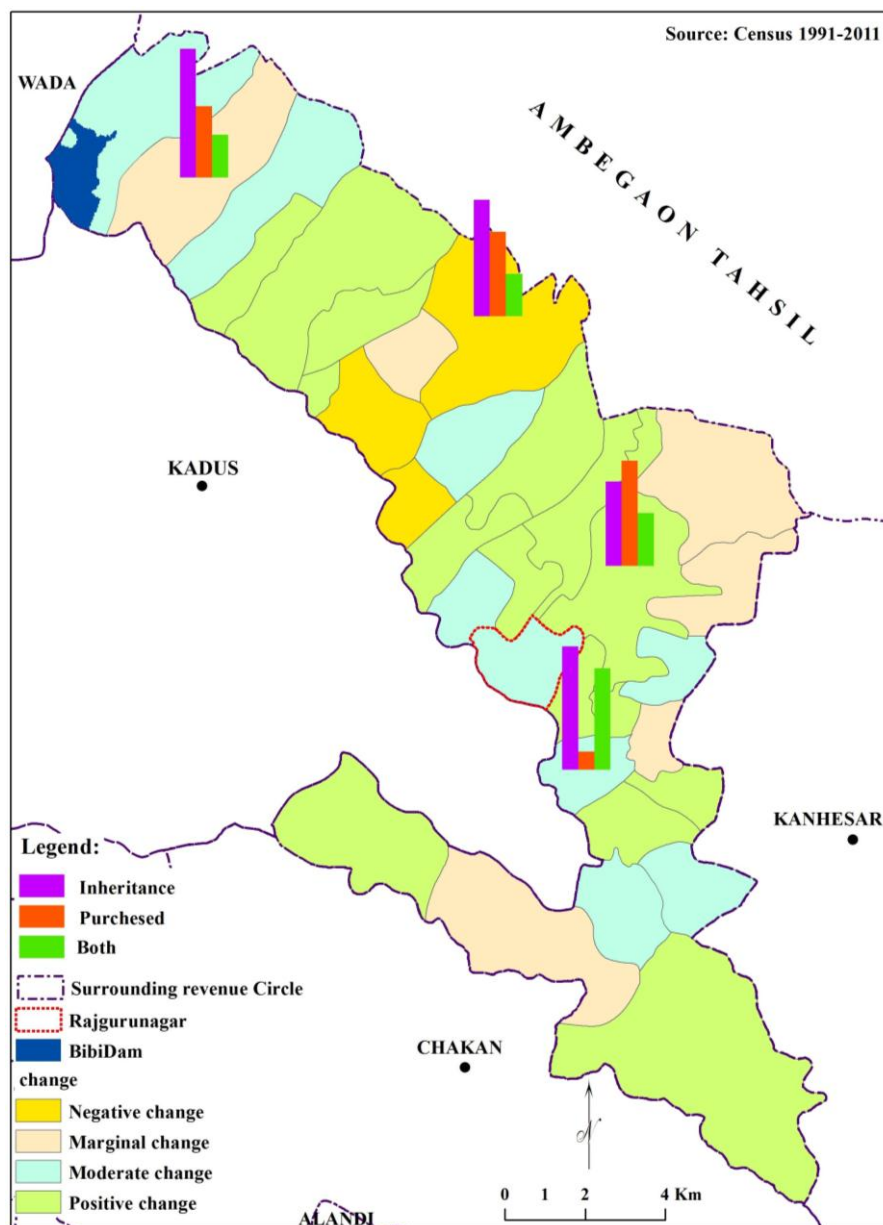 Source: Census 1991-2011
WADA
AMBEGAON TAHSIL
KADUS
KANHESAR
Legend:
Inheritance
Purchesed
Both
Surrounding revenue Circle
Rajgurunagar
BibiDam
change
Negative change
Marginal change
Moderate change
Positive change
CHAKAN
N
0 1 2 4 Km
ALANDI